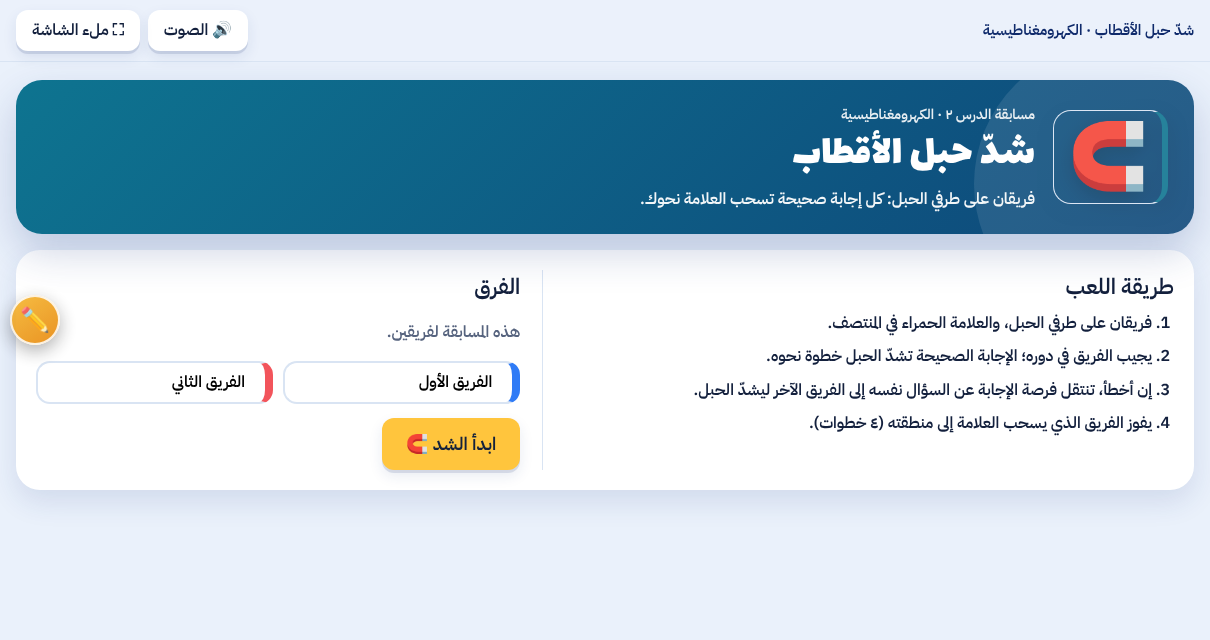 شدّ حبل الأقطاب · الكهرومغناطيسية
🔊 الصوت
⛶ ملء الشاشة
مسابقة الدرس ٢ · الكهرومغناطيسية
شدّ حبل الأقطاب
فريقان على طرفي الحبل: كل إجابة صحيحة تسحب العلامة نحوك.
طريقة اللعب
1. فريقان على طرفي الحبل، والعلامة الحمراء في المنتصف.
2. يجيب الفريق في دوره؛ الإجابة الصحيحة تشدّ الحبل خطوة نحوه.
3. إن أخطأ، تنتقل فرصة الإجابة عن السؤال نفسه إلى الفريق الآخر ليشدّ الحبل.
4. يفوز الفريق الذي يسحب العلامة إلى منطقته (٤ خطوات).
الفرق
هذه المسابقة لفريقين.
الفريق الأول
الفريق الثاني
ابدأ الشد 🧲